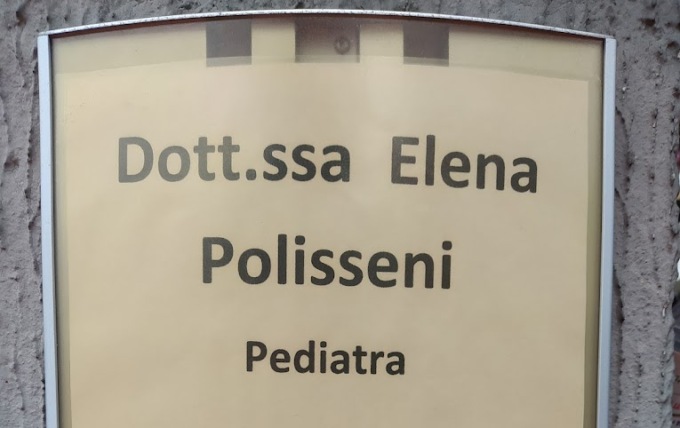 Dott.ssa Elena
Polisseni
Pediatra